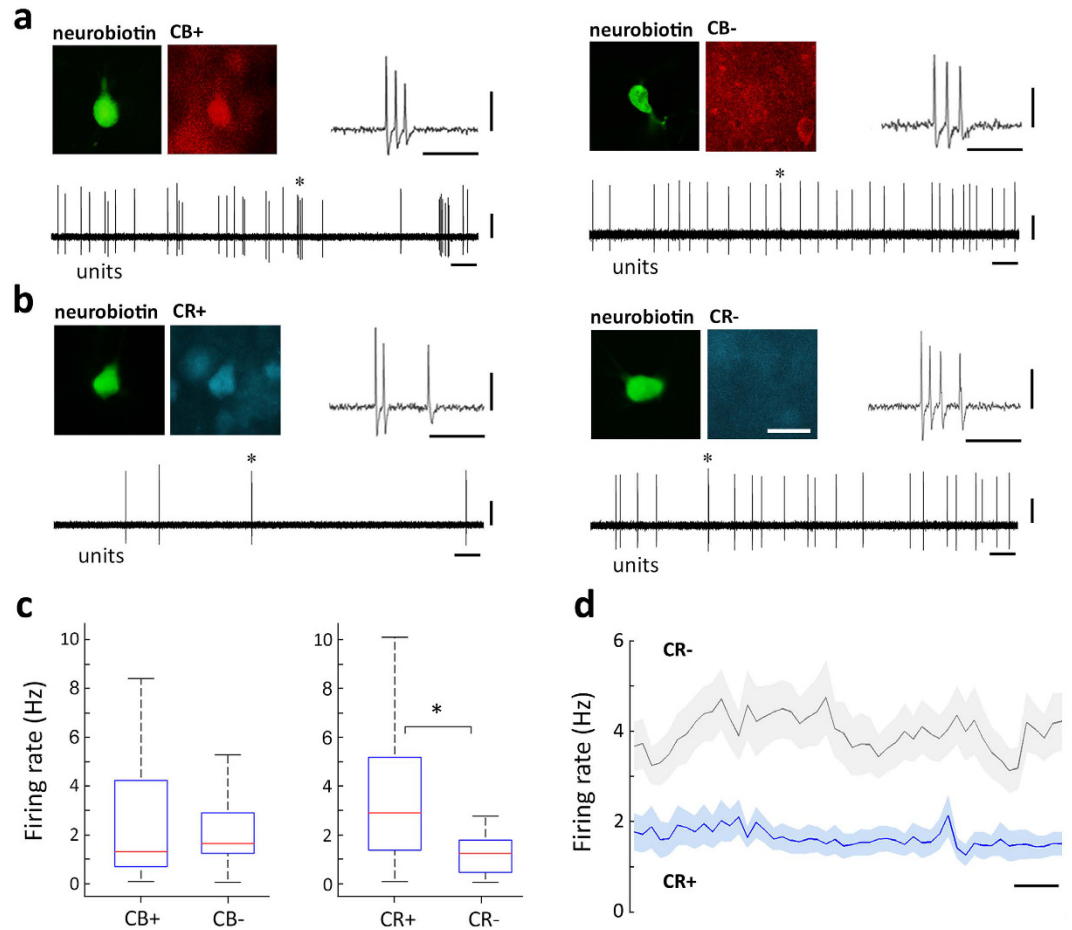 a
neurobiotin CB+
neurobiotin CB-
*
*
units
units
b
neurobiotin CR+
neurobiotin CR-
*
*
units
units
c
Firing rate (Hz)
10
8
6
4
2
0
CB+
CB-
10
8
6
4
2
0
*
CR+
CR-
d
Firing rate (Hz)
6
4
2
0
CR-
CR+